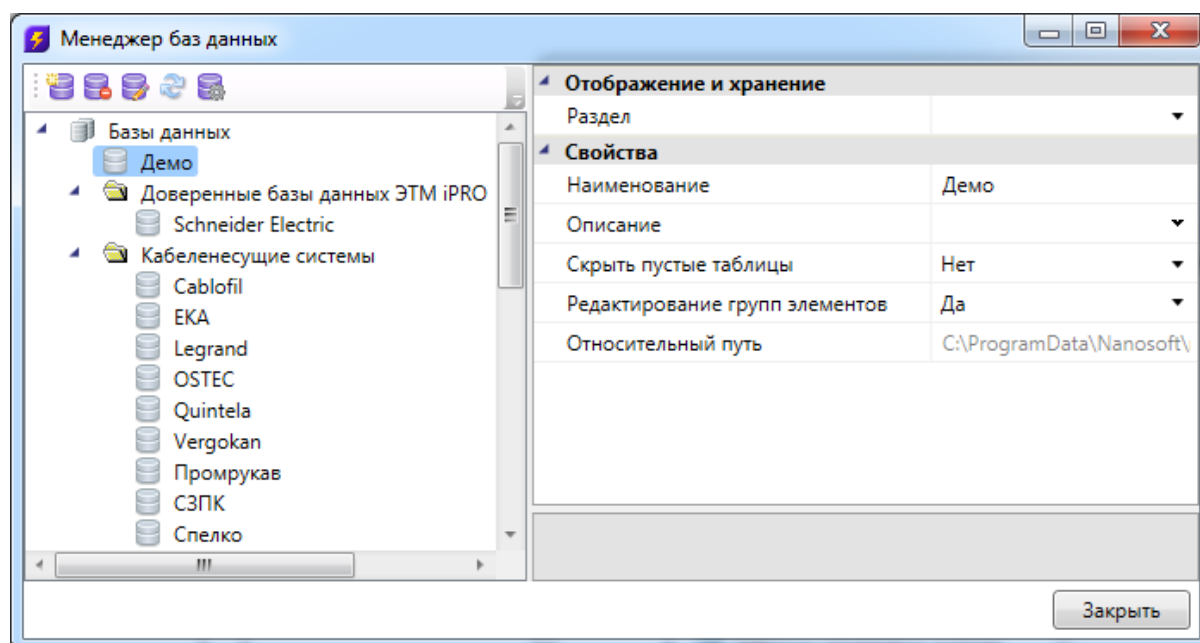 Менеджер баз данных
Базы данных
Демо
Доверенные базы данных ЭТМ iPRO
Schneider Electric
Кабеленесущие системы
Cablofil
EKA
Legrand
OSTEC
Quintela
Vergokan
Промрукав
СЗПК
Спелко
Отображение и хранение
Раздел
Свойства
Наименование Демо
Описание
Скрыть пустые таблицы Нет
Редактирование групп элементов Да
Относительный путь C:\ProgramData\Nanosoft\
Закрыть